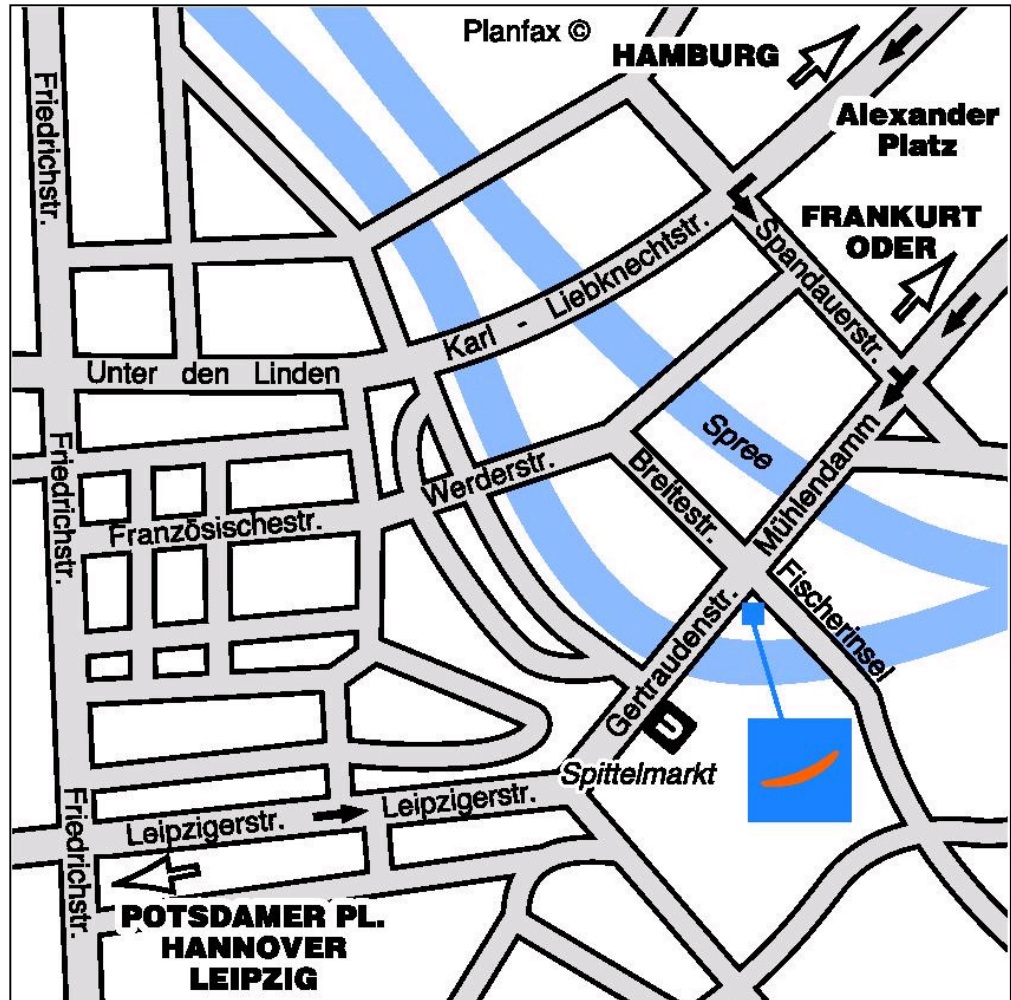 Planfax ©
HAMBURG
Alexander
Platz
FRANKURT
ODER
Friedrichstr.
Spandauerstr.
Karl - Liebknechtstr.
Unter den Linden
Spree
Mühlendamm
Werderstr.
Breitestr.
Friedrichstr.
Französischestr.
Fischerinsel
Gertraudenstr.
U
Spittelmarkt
Leipzigerstr.
Leipzigerstr.
Friedrichstr.
POTSDAMER PL.
HANNOVER
LEIPZIG